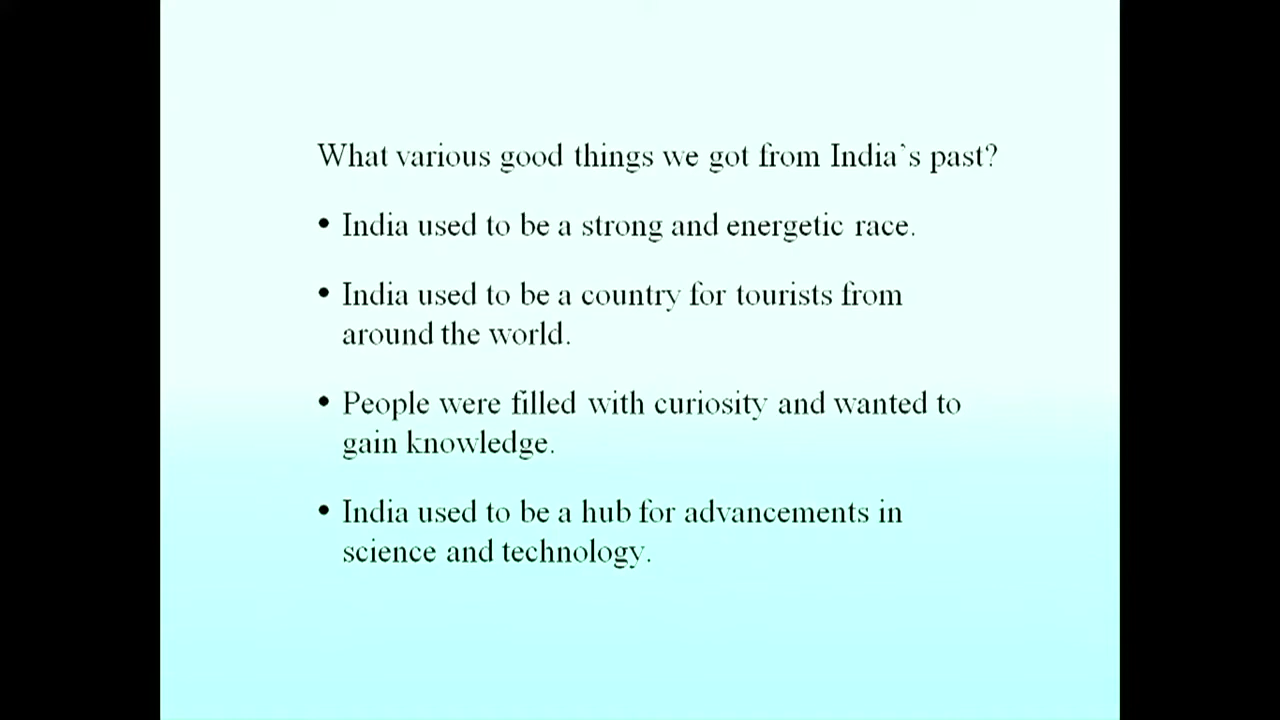 What various good things we got from India`s past?
• India used to be a strong and energetic race.
• India used to be a country for tourists from
around the world.
• People were filled with curiosity and wanted to
gain knowledge.
• India used to be a hub for advancements in
science and technology.